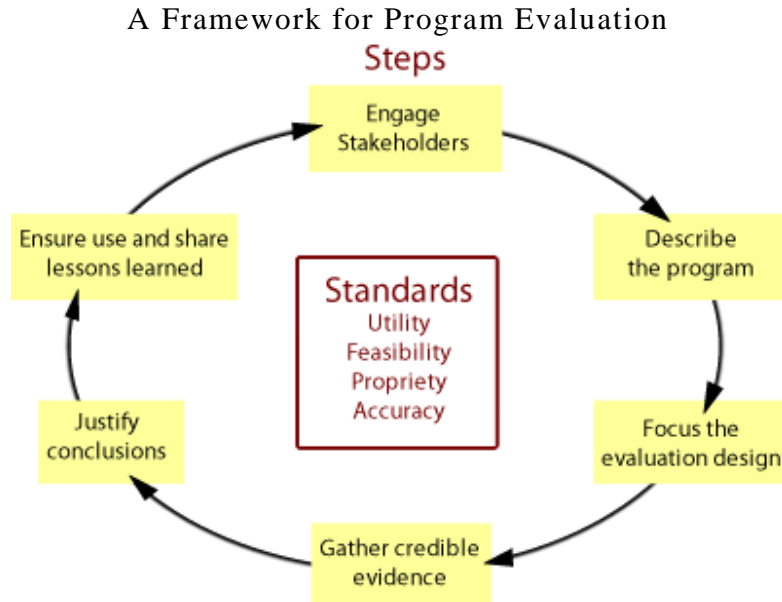 A Framework for Program Evaluation
Steps
Engage
Stakeholders
Describe
the program
Focus the
evaluation design
Gather credible
evidence
Justify
conclusions
Ensure use and share
lessons learned
Standards
Utility
Feasibility
Propriety
Accuracy